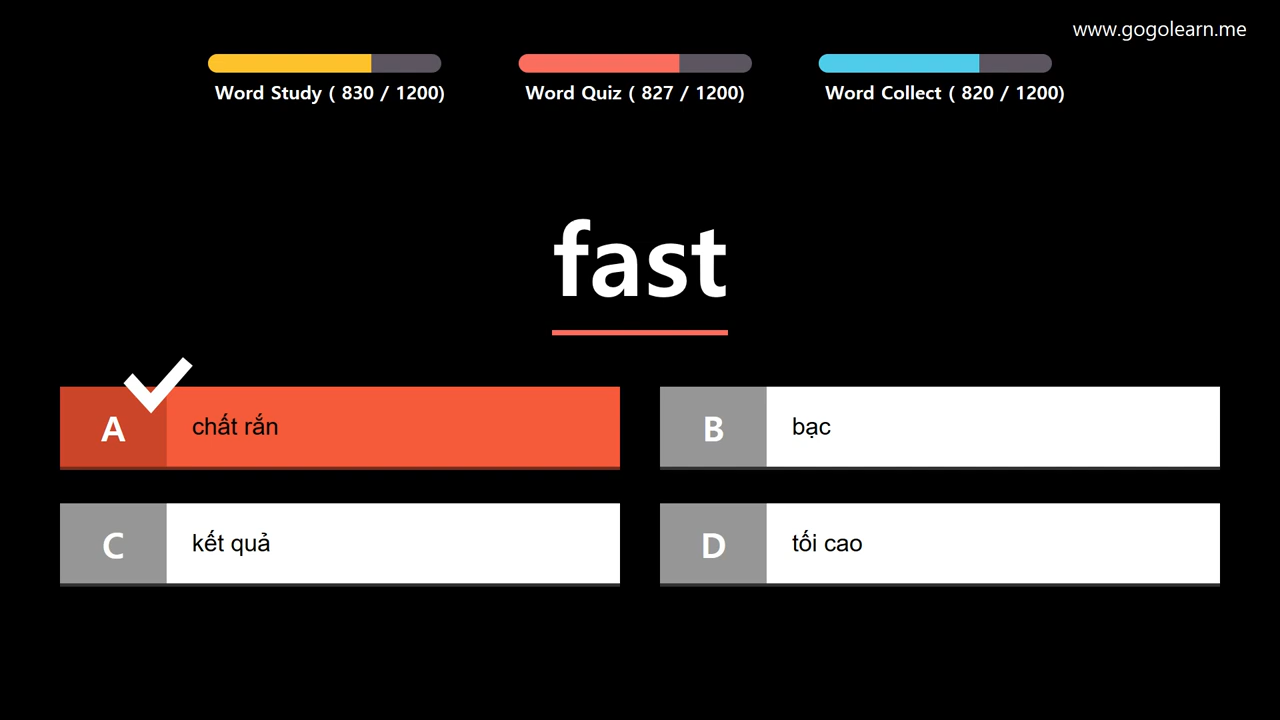 www.gogolearn.me
Word Study ( 830 / 1200)
Word Quiz ( 827 / 1200)
Word Collect ( 820 / 1200)
fast
A
chất rắn
B
bạc
C
kết quả
D
tối cao